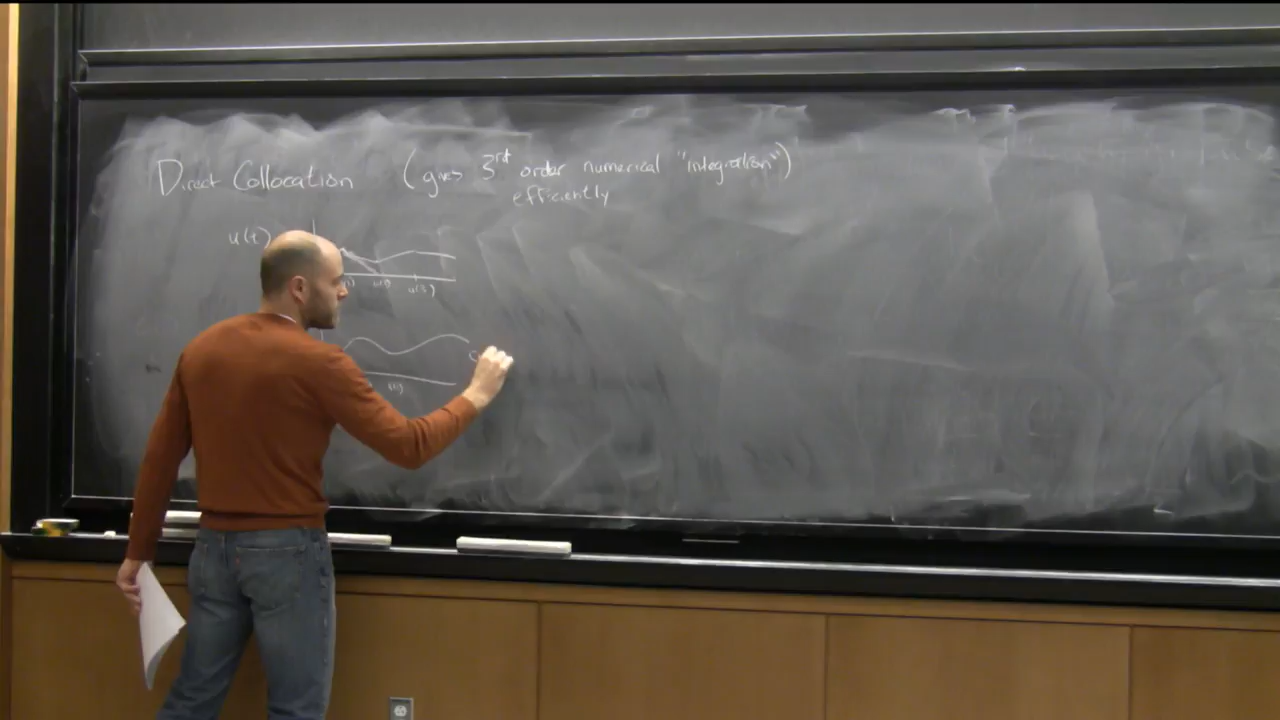 Direct Collocation (gives 3rd order numerical "integration")
efficiently
u(t)